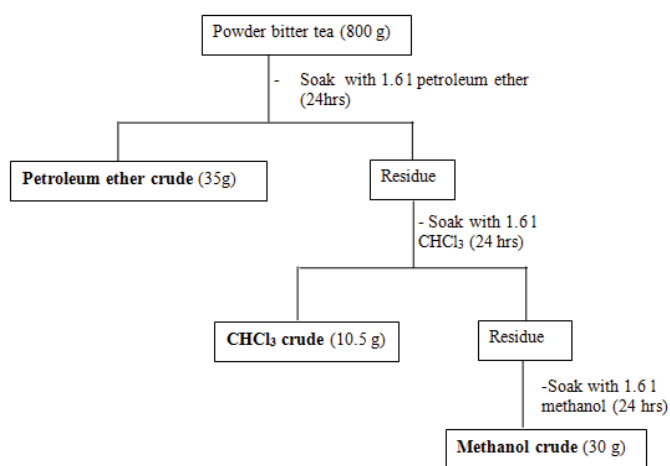 Powder bitter tea (800 g)
- Soak with 1.6 l petroleum ether
(24hrs)
Petroleum ether crude (35g)
Residue
- Soak with 1.6 l
CHCl₃ (24 hrs)
CHCl₃ crude (10.5 g)
Residue
-Soak with 1.6 l
methanol (24 hrs)
Methanol crude (30 g)